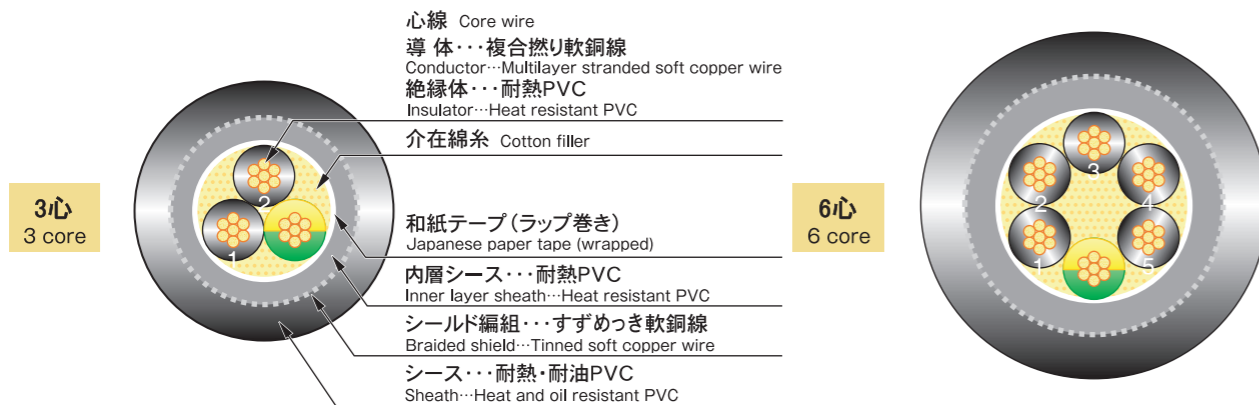 心線 Core wire
導 体・・・複合撚り軟銅線
Conductor…Multilayer stranded soft copper wire
絶縁体・・・耐熱PVC
Insulator…Heat resistant PVC
介在綿糸 Cotton filler
和紙テープ（ラップ巻き）
Japanese paper tape (wrapped)
内層シース・・・耐熱PVC
Inner layer sheath…Heat resistant PVC
シールド編組・・・すずめっき軟銅線
Braided shield…Tinned soft copper wire
シース・・・耐熱・耐油PVC
Sheath…Heat and oil resistant PVC
3心
3 core
2
1
6心
6 core
3
2
4
1
5